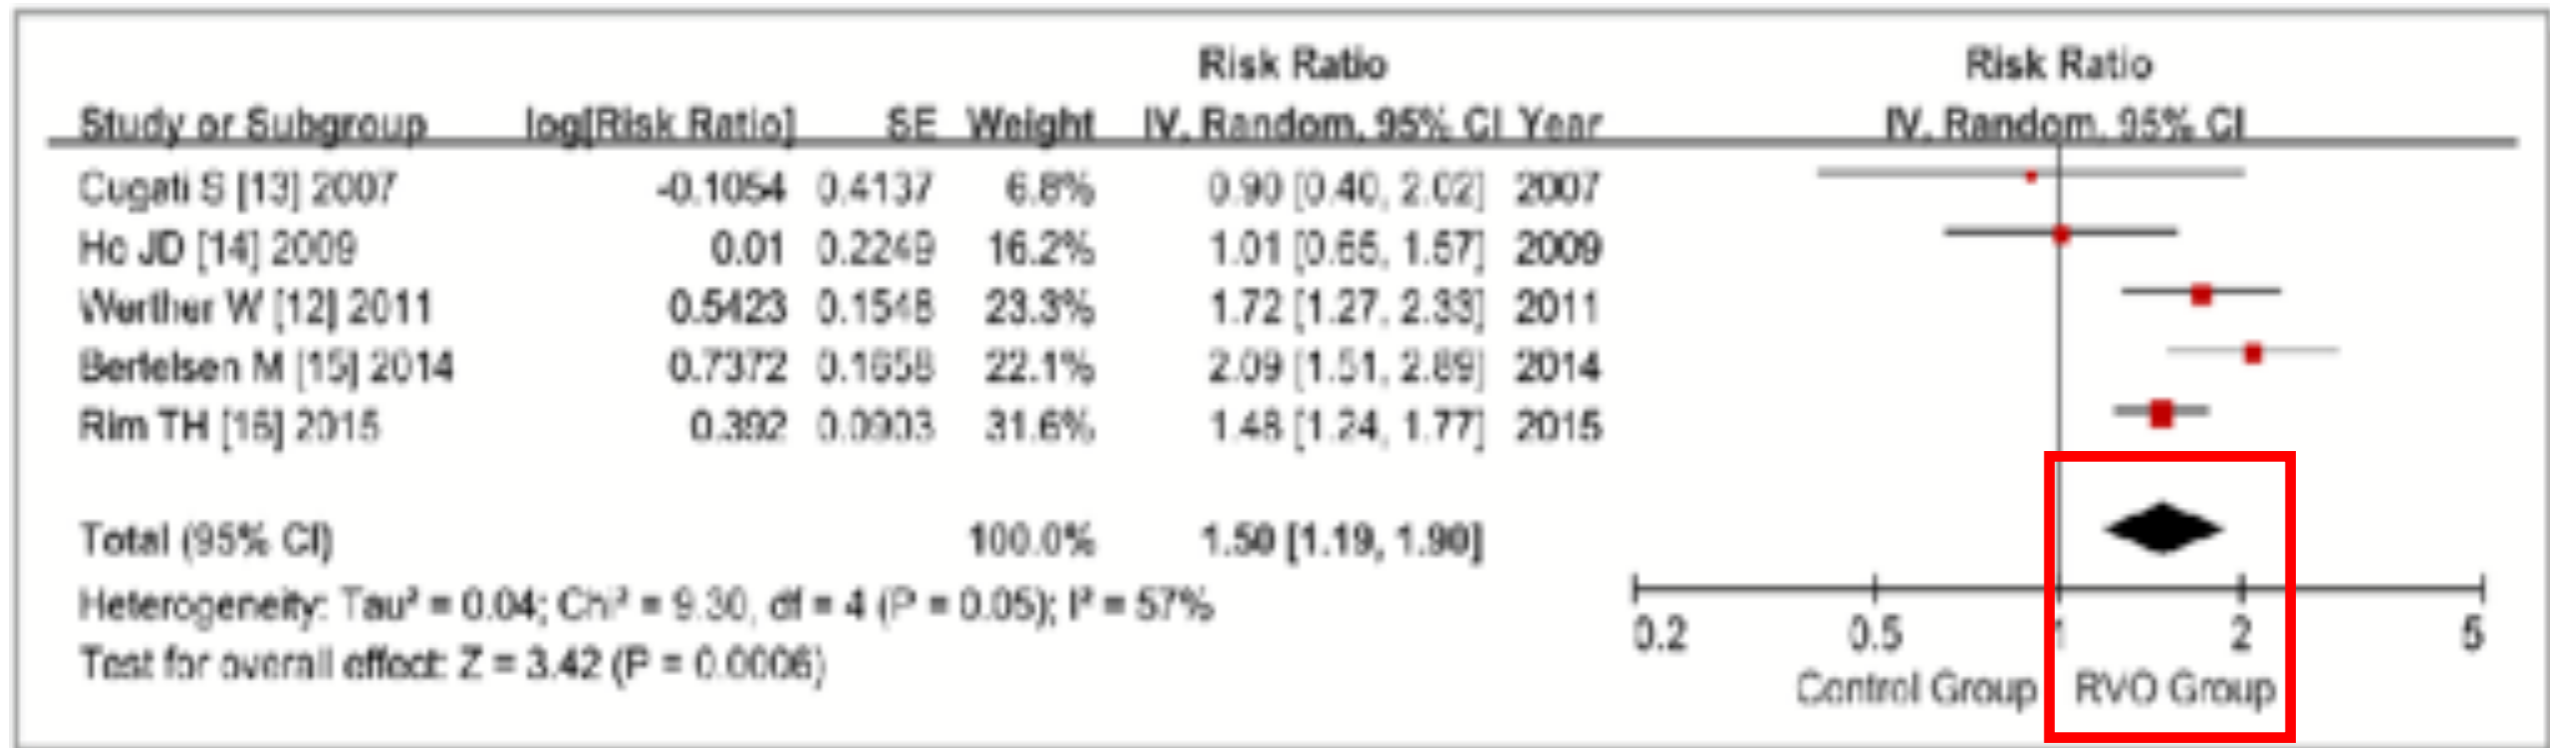 Risk Ratio Risk Ratio
Study or Subgroup log[Risk Ratio] SE Weight IV, Random, 95% CI Year IV, Random, 95% CI
Cugati S [13] 2007 -0.1054 0.4137 6.8% 0.90 [0.40, 2.02] 2007
Ho JD [14] 2009 0.01 0.2249 16.2% 1.01 [0.65, 1.57] 2009
Werther W [12] 2011 0.5423 0.1548 23.3% 1.72 [1.27, 2.33] 2011
Bertelsen M [15] 2014 0.7372 0.1658 22.1% 2.09 [1.51, 2.89] 2014
Rim TH [16] 2015 0.392 0.0903 31.6% 1.48 [1.24, 1.77] 2015
Total (95% CI) 100.0% 1.50 [1.19, 1.90]
Heterogeneity: Tau² = 0.04; Chi² = 9.30, df = 4 (P = 0.05); I² = 57%
Test for overall effect: Z = 3.42 (P = 0.0006)
0.2 0.5 1 2 5
Control Group RVO Group